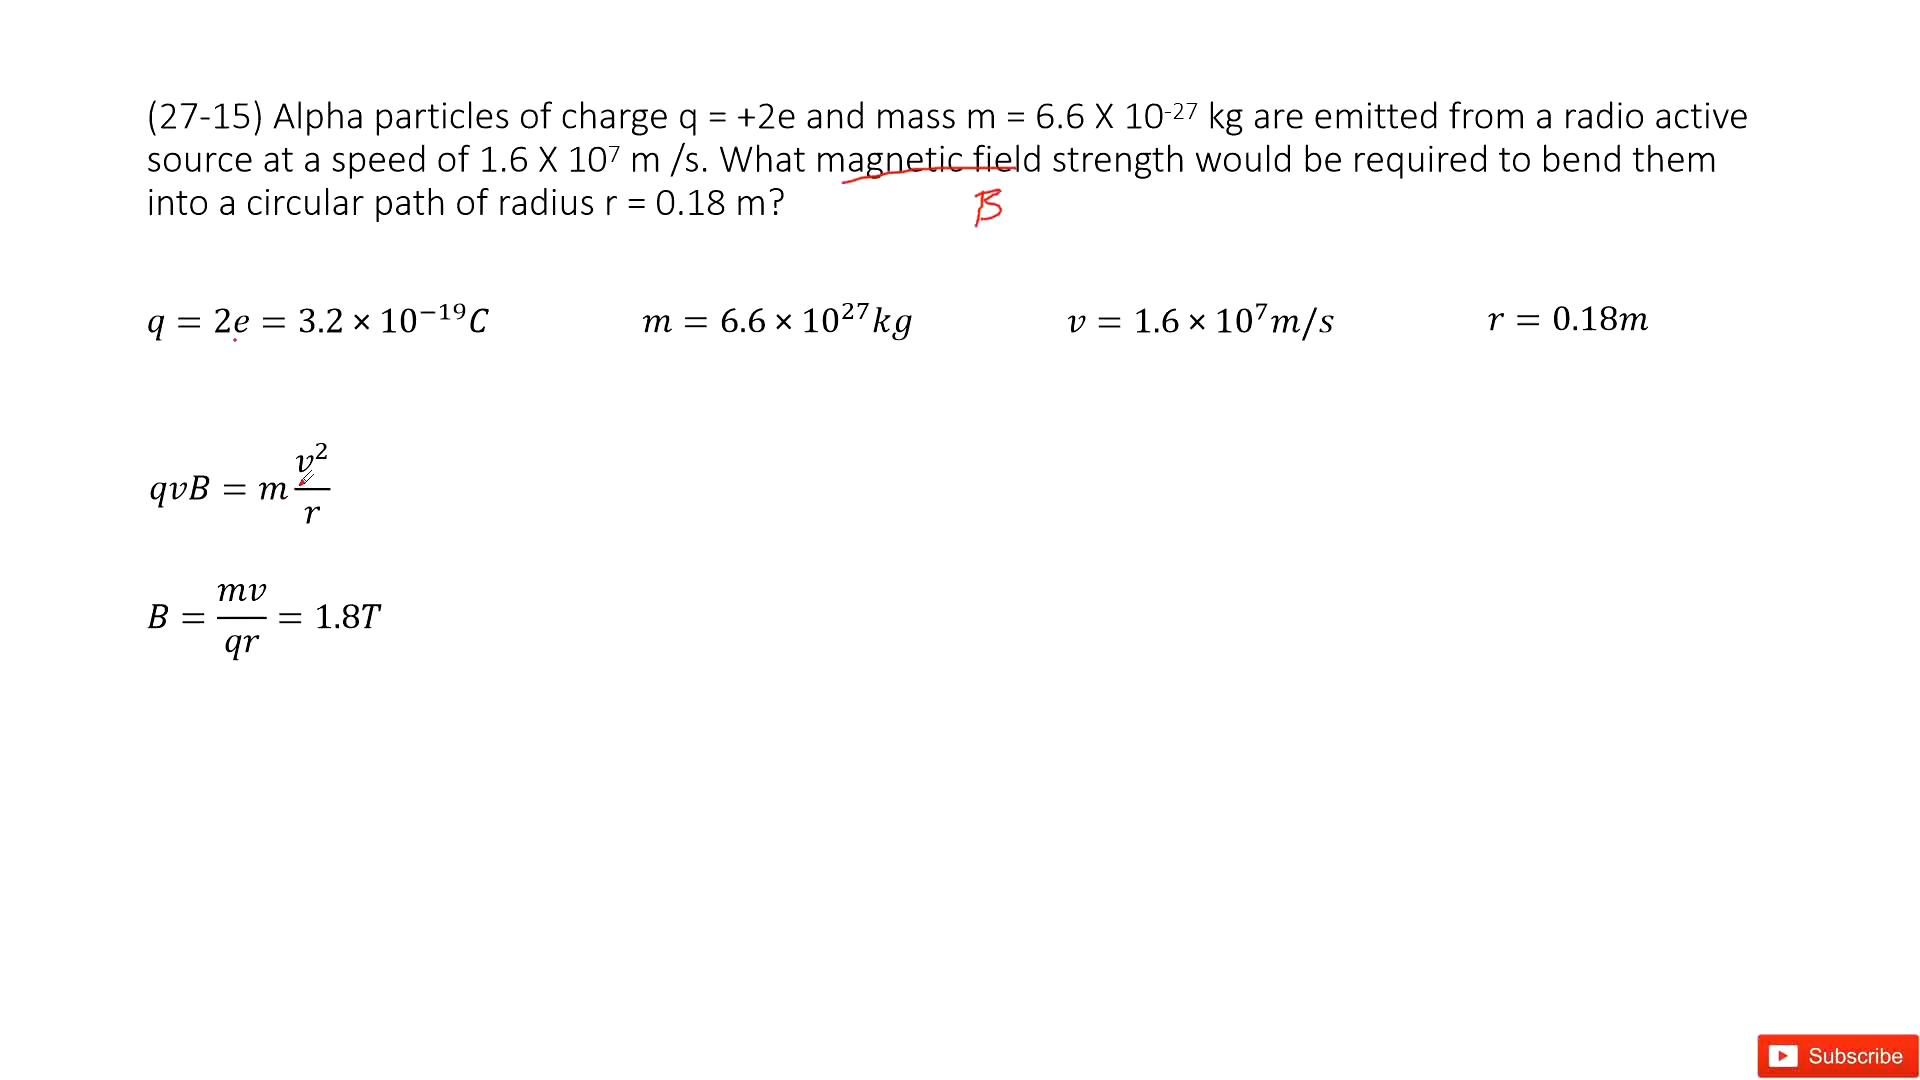 (27-15) Alpha particles of charge q = +2e and mass m = 6.6 X 10⁻²⁷ kg are emitted from a radio active
source at a speed of 1.6 X 10⁷ m /s. What magnetic field strength would be required to bend them
into a circular path of radius r = 0.18 m?
B
q = 2e = 3.2 × 10⁻¹⁹C m = 6.6 × 10²⁷kg v = 1.6 × 10⁷m/s r = 0.18m
qvB = m v²/r
B = mv/qr = 1.8T
Subscribe